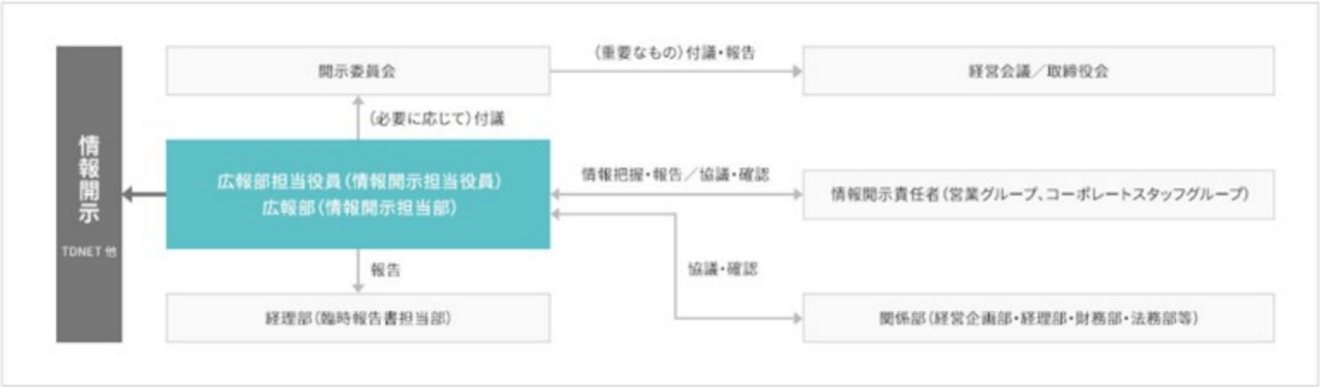 情報開示
TDNET 他
開示委員会
(重要なもの)付議・報告
経営会議／取締役会
(必要に応じて)付議
広報部担当役員(情報開示担当役員)
広報部(情報開示担当部)
情報把握・報告／協議・確認
情報開示責任者(営業グループ、コーポレートスタッフグループ)
報告
協議・確認
経理部(臨時報告書担当部)
関係部(経営企画部・経理部・財務部・法務部等)